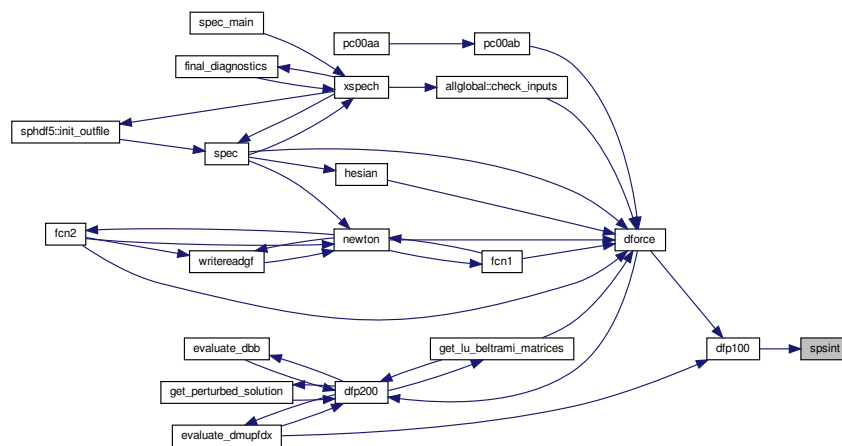 spec_main
pc00aa
pc00ab
final_diagnostics
xspech
allglobal::check_inputs
sphdf5::init_outfile
spec
hesian
fcn2
newton
dforce
writereadgf
fcn1
evaluate_dbb
get_lu_beltrami_matrices
dfp100
spsint
get_perturbed_solution
dfp200
evaluate_dmupfdx